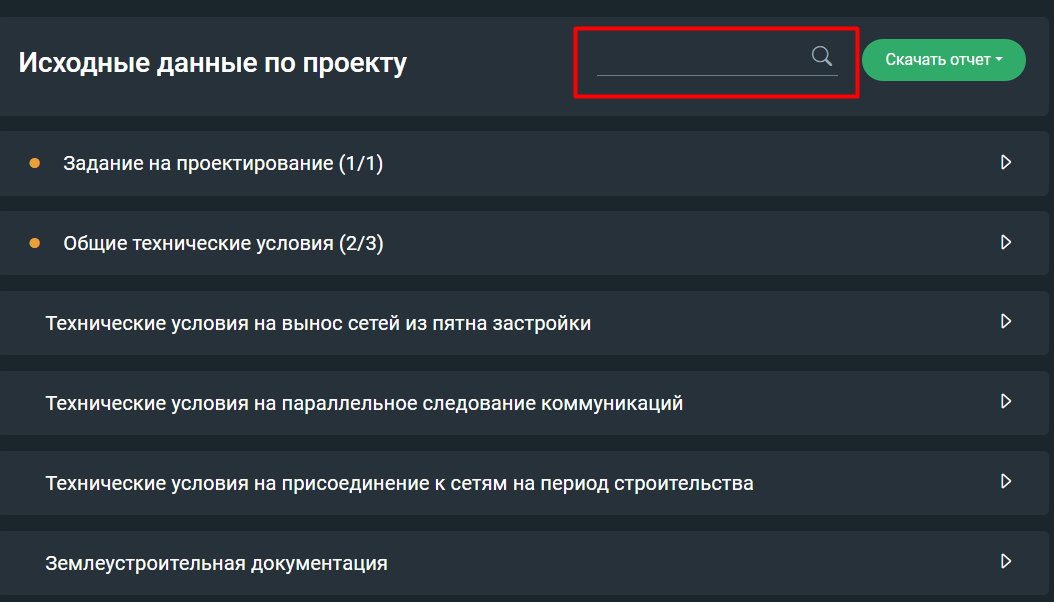 Исходные данные по проекту
Скачать отчет
Задание на проектирование (1/1)
Общие технические условия (2/3)
Технические условия на вынос сетей из пятна застройки
Технические условия на параллельное следование коммуникаций
Технические условия на присоединение к сетям на период строительства
Землеустроительная документация